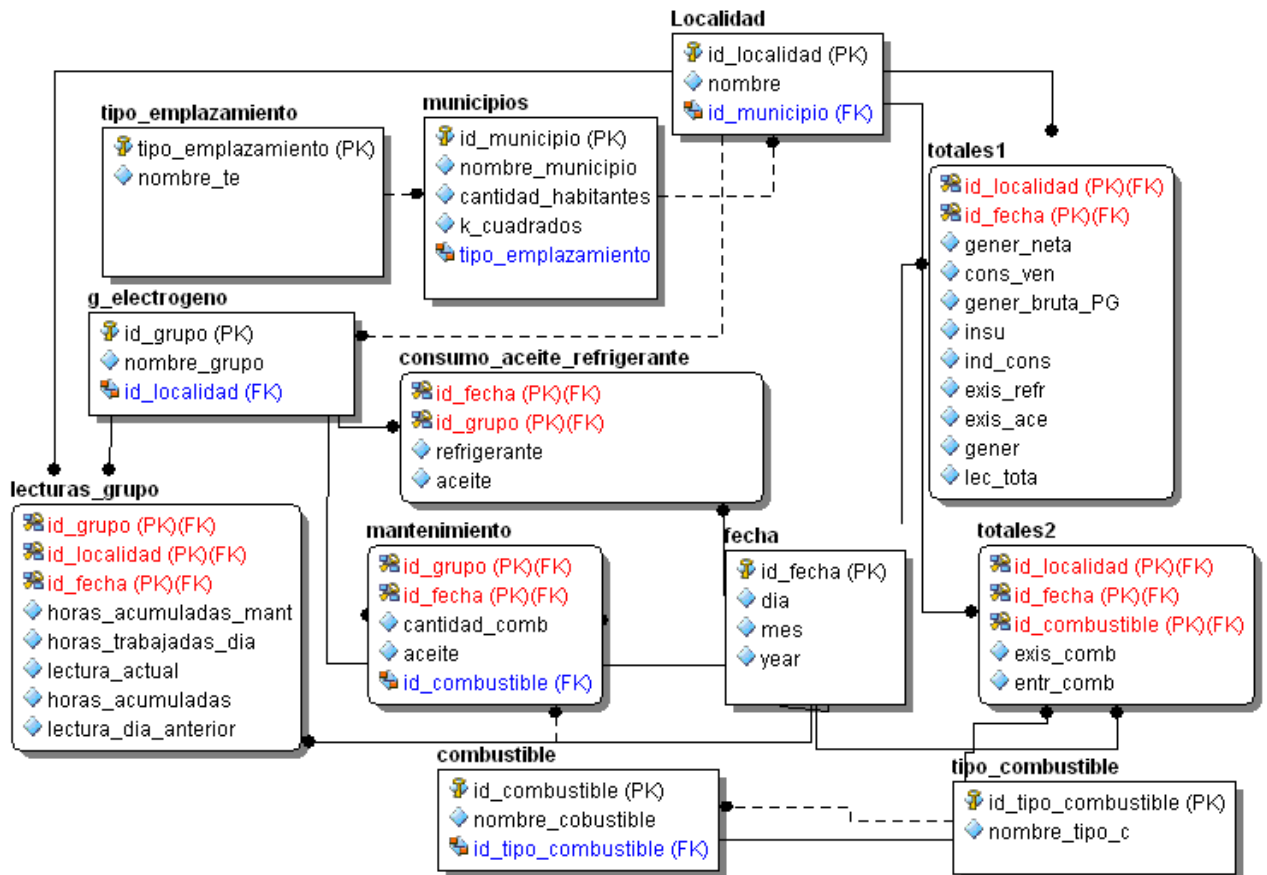 Localidad
id_localidad (PK)
nombre
id_municipio (FK)
tipo_emplazamiento
tipo_emplazamiento (PK)
nombre_te
municipios
id_municipio (PK)
nombre_municipio
cantidad_habitantes
k_cuadrados
tipo_emplazamiento
totales1
id_localidad (PK)(FK)
id_fecha (PK)(FK)
gener_neta
cons_ven
gener_bruta_PG
insu
ind_cons
exis_refr
exis_ace
gener
lec_tota
g_electrogeno
id_grupo (PK)
nombre_grupo
id_localidad (FK)
consumo_aceite_refrigerante
id_fecha (PK)(FK)
id_grupo (PK)(FK)
refrigerante
aceite
lecturas_grupo
id_grupo (PK)(FK)
id_localidad (PK)(FK)
id_fecha (PK)(FK)
horas_acumuladas_mant
horas_trabajadas_dia
lectura_actual
horas_acumuladas
lectura_dia_anterior
mantenimiento
id_grupo (PK)(FK)
id_fecha (PK)(FK)
cantidad_comb
aceite
id_combustible (FK)
fecha
id_fecha (PK)
dia
mes
year
totales2
id_localidad (PK)(FK)
id_fecha (PK)(FK)
id_combustible (PK)(FK)
exis_comb
entr_comb
combustible
id_combustible (PK)
nombre_cobustible
id_tipo_combustible (FK)
tipo_combustible
id_tipo_combustible (PK)
nombre_tipo_c